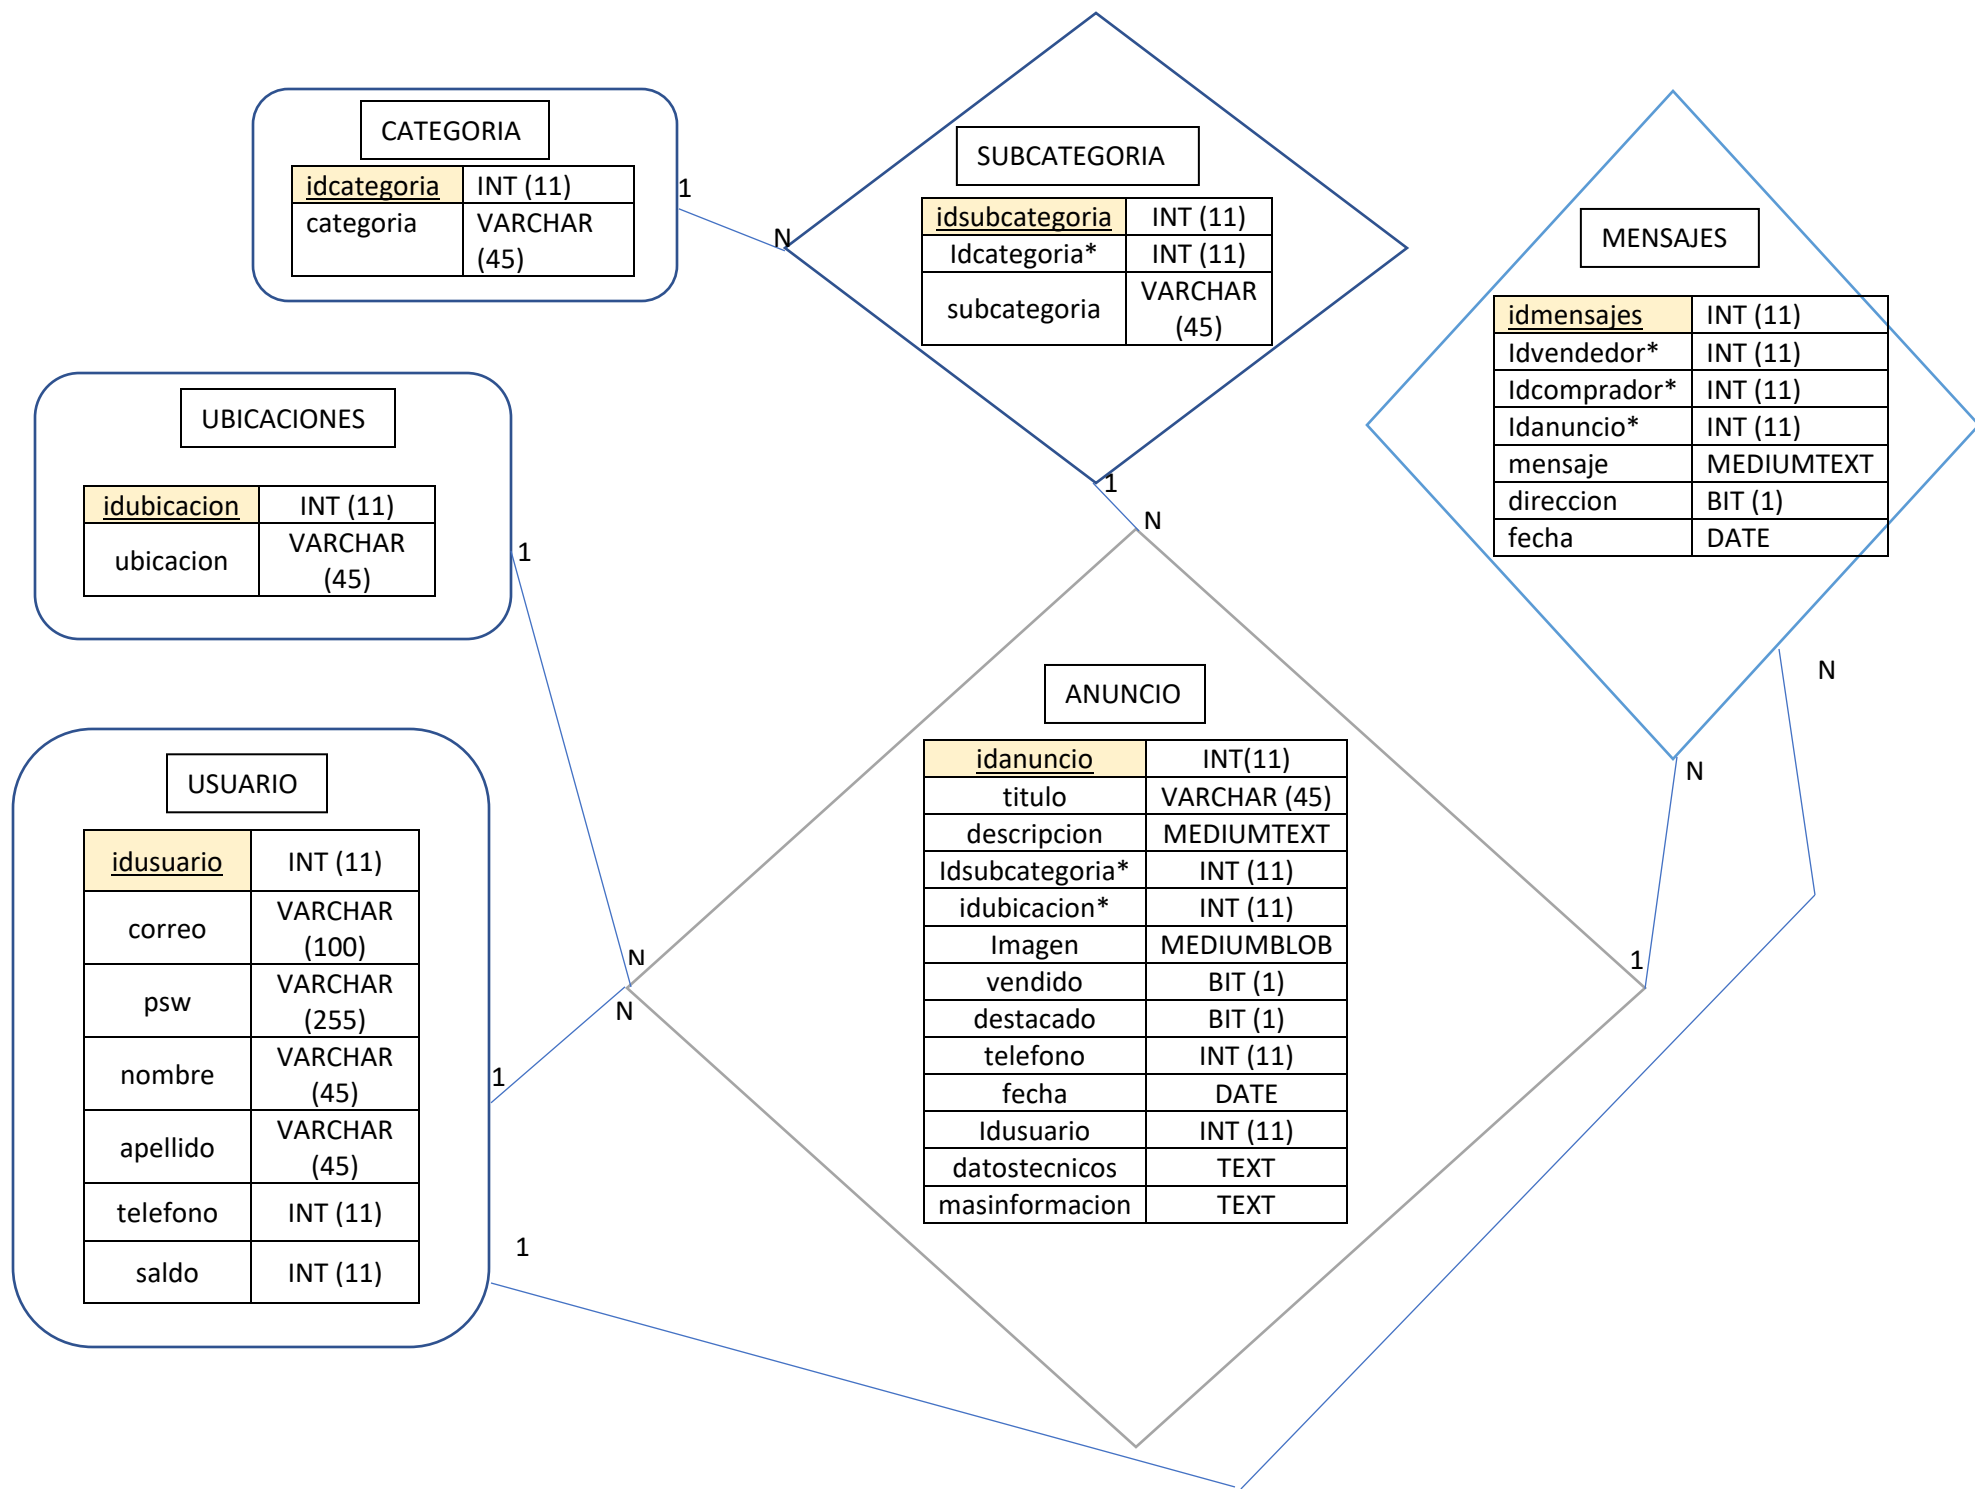 CATEGORIA
idcategoria INT (11)
categoria VARCHAR
(45)
1
N
SUBCATEGORIA
idsubcategoria INT (11)
Idcategoria* INT (11)
subcategoria VARCHAR
(45)
1
N
MENSAJES
idmensajes INT (11)
Idvendedor* INT (11)
Idcomprador* INT (11)
Idanuncio* INT (11)
mensaje MEDIUMTEXT
direccion BIT (1)
fecha DATE
N
N
UBICACIONES
idubicacion INT (11)
ubicacion VARCHAR
(45)
1
USUARIO
idusuario INT (11)
correo VARCHAR
(100)
psw VARCHAR
(255)
nombre VARCHAR
(45)
apellido VARCHAR
(45)
telefono INT (11)
saldo INT (11)
N
N
1
1
ANUNCIO
idanuncio INT(11)
titulo VARCHAR (45)
descripcion MEDIUMTEXT
Idsubcategoria* INT (11)
idubicacion* INT (11)
Imagen MEDIUMBLOB
vendido BIT (1)
destacado BIT (1)
telefono INT (11)
fecha DATE
Idusuario INT (11)
datostecnicos TEXT
masinformacion TEXT
1